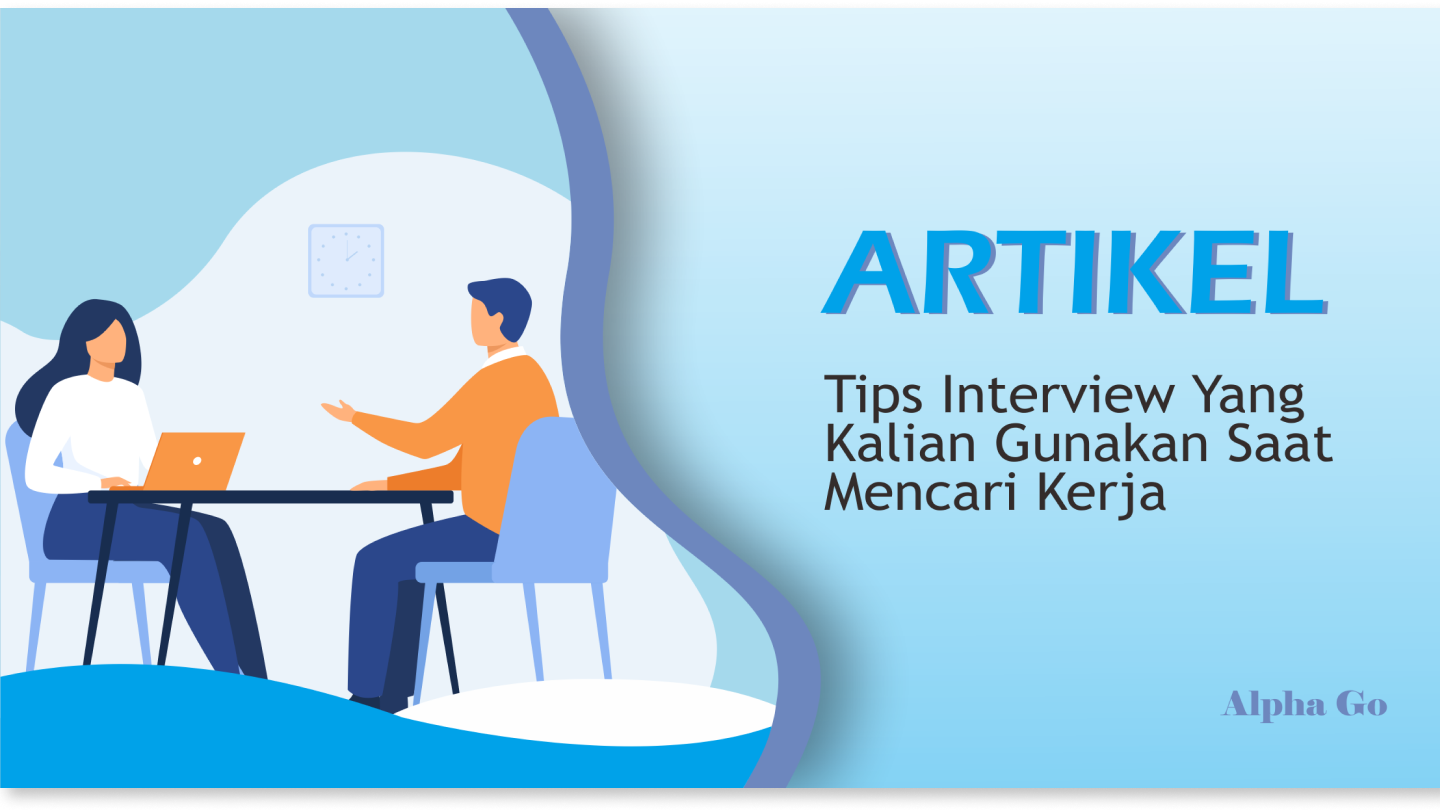 ARTIKEL
Tips Interview Yang
Kalian Gunakan Saat
Mencari Kerja
Alpha Go